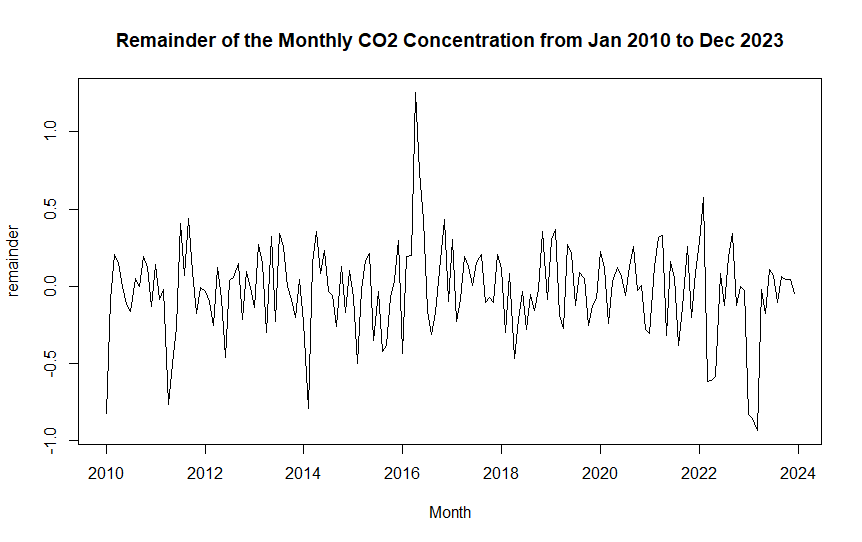 Remainder of the Monthly CO2 Concentration from Jan 2010 to Dec 2023
remainder
1.0
0.5
0.0
-0.5
-1.0
2010 2012 2014 2016 2018 2020 2022 2024
Month